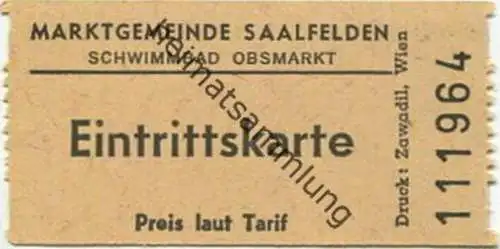 MARKTGEMEINDE SAALFELDEN
SCHWIMMBAD OBSMARKT
Eintrittskarte
Preis laut Tarif
Druck: Zawadil, Wien
111964
heimatsammlung